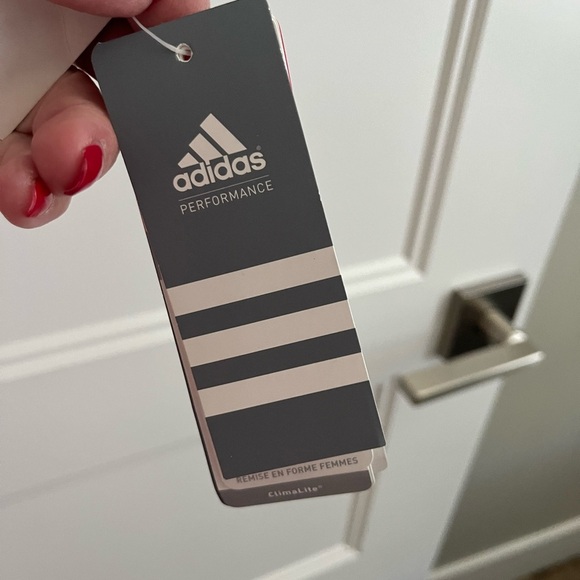 adidas®
PERFORMANCE
REMISE EN FORME FEMMES
ClimaLite®